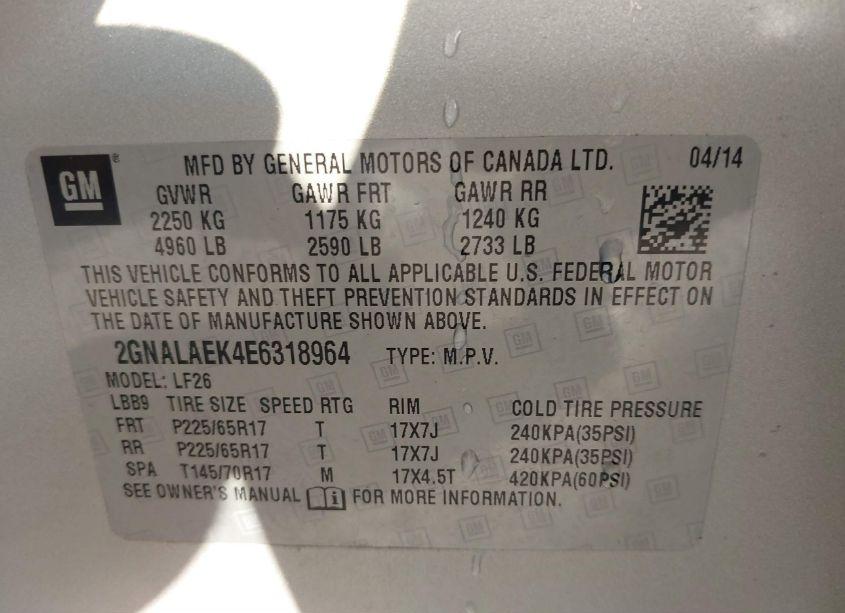 GM ® MFD BY GENERAL MOTORS OF CANADA LTD. 04/14
GVWR GAWR FRT GAWR RR
2250 KG 1175 KG 1240 KG
4960 LB 2590 LB 2733 LB
THIS VEHICLE CONFORMS TO ALL APPLICABLE U.S. FEDERAL MOTOR
VEHICLE SAFETY AND THEFT PREVENTION STANDARDS IN EFFECT ON
THE DATE OF MANUFACTURE SHOWN ABOVE.
2GNALAEK4E6318964 TYPE: M.P.V.
MODEL: LF26
LBB9 TIRE SIZE SPEED RTG RIM COLD TIRE PRESSURE
FRT P225/65R17 T 17X7J 240KPA(35PSI)
RR P225/65R17 T 17X7J 240KPA(35PSI)
SPA T145/70R17 M 17X4.5T 420KPA(60PSI)
SEE OWNER'S MANUAL FOR MORE INFORMATION.